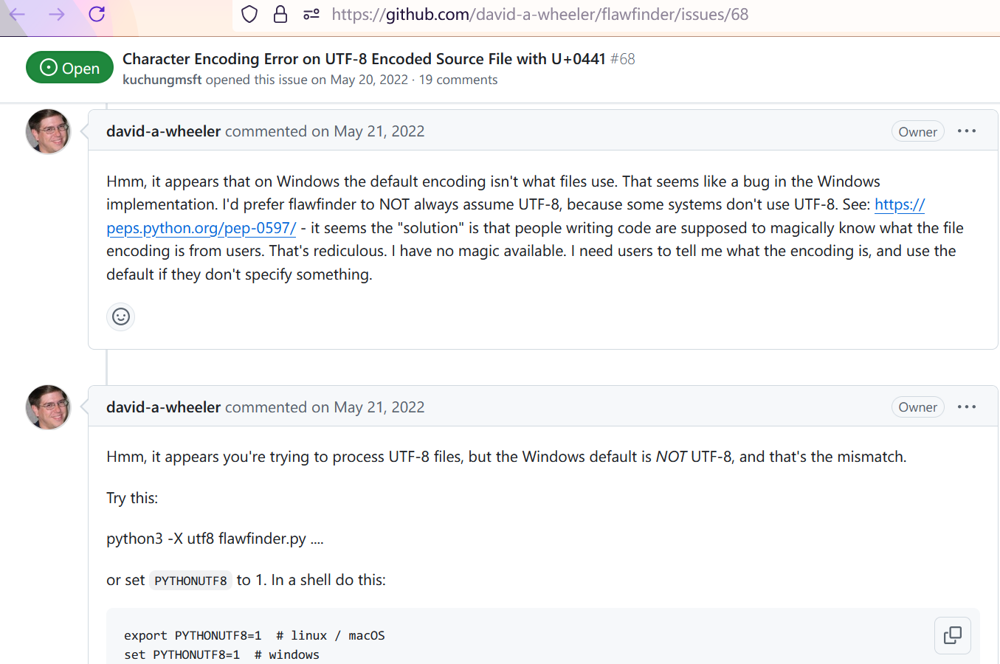 https://github.com/david-a-wheeler/flawfinder/issues/68
Open
Character Encoding Error on UTF-8 Encoded Source File with U+0441 #68
kuchungmsft opened this issue on May 20, 2022 · 19 comments
david-a-wheeler commented on May 21, 2022
Owner
Hmm, it appears that on Windows the default encoding isn't what files use. That seems like a bug in the Windows
implementation. I'd prefer flawfinder to NOT always assume UTF-8, because some systems don't use UTF-8. See: https://
peps.python.org/pep-0597/ - it seems the "solution" is that people writing code are supposed to magically know what the file
encoding is from users. That's rediculous. I have no magic available. I need users to tell me what the encoding is, and use the
default if they don't specify something.
david-a-wheeler commented on May 21, 2022
Owner
Hmm, it appears you're trying to process UTF-8 files, but the Windows default is NOT UTF-8, and that's the mismatch.
Try this:
python3 -X utf8 flawfinder.py ....
or set PYTHONUTF8 to 1. In a shell do this:
export PYTHONUTF8=1  # linux / macOS
set PYTHONUTF8=1  # windows